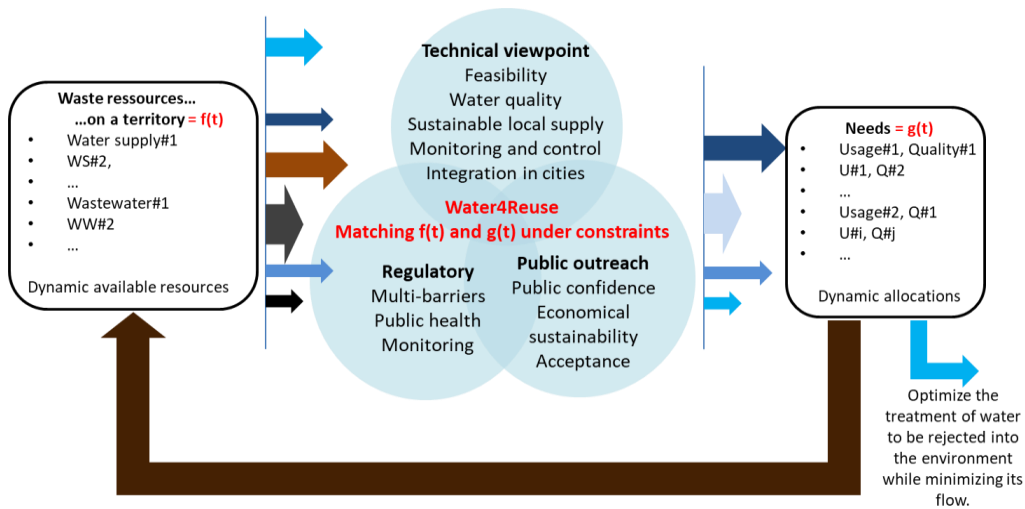 Waste ressources...
...on a territory = f(t)
• Water supply#1
• WS#2,
• ...
• Wastewater#1
• WW#2
• ...
Dynamic available resources
Technical viewpoint
Feasibility
Water quality
Sustainable local supply
Monitoring and control
Integration in cities
Water4Reuse
Matching f(t) and g(t) under constraints
Regulatory
Multi-barriers
Public health
Monitoring
Public outreach
Public confidence
Economical
sustainability
Acceptance
Needs = g(t)
• Usage#1, Quality#1
• U#1, Q#2
• ...
• Usage#2, Q#1
• U#i, Q#j
• ...
Dynamic allocations
Optimize the
treatment of water
to be rejected into
the environment
while minimizing its
flow.